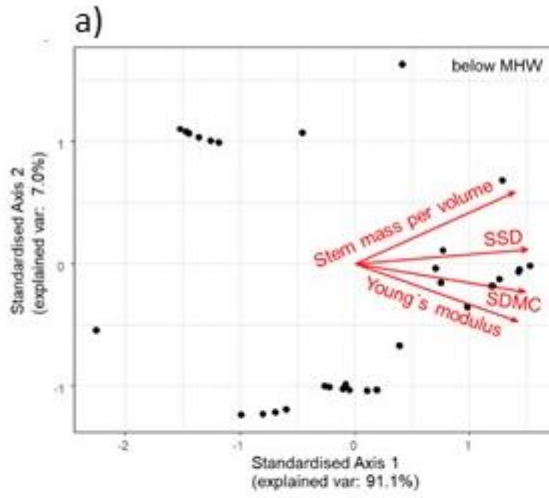 a)
below MHW
Standardised Axis 2
(explained var: 7.0%)
1
0
-1
Stem mass per volume
SSD
SDMC
Young´s modulus
-2
-1
0
1
Standardised Axis 1
(explained var: 91.1%)